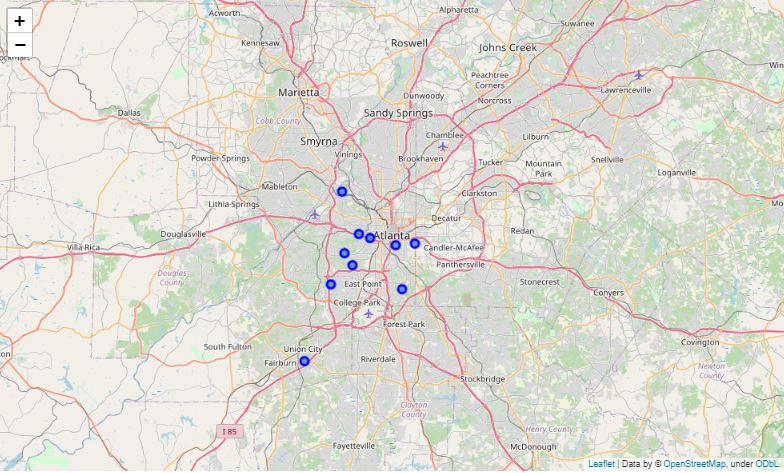 Alpharetta
Acworth
Suwanee
+
−
Kennesaw
Roswell
Johns Creek
Peachtree
Corners
Lawrenceville
Marietta
Dunwoody
Norcross
Dallas
Sandy Springs
Cobb County
Chamblee
Lilburn
Smyrna
Vinings
Brookhaven
Tucker
Snellville
Powder Springs
Mountain
Park
Loganville
Mableton
Clarkston
Lithia-Springs
Decatur
Redan
Douglasville
Atlanta
Villa Rica
Candler-McAfee
Panthersville
Douglas
County
East Point
Stonecrest
Conyers
College Park
Forest-Park
Covington
South Fulton
Union City
Fairburn
Riverdale
Newton
County
Stockbridge
Clayton
County
I 85
Henry County
Fayetteville
McDonough
Leaflet | Data by © OpenStreetMap, under ODbL.